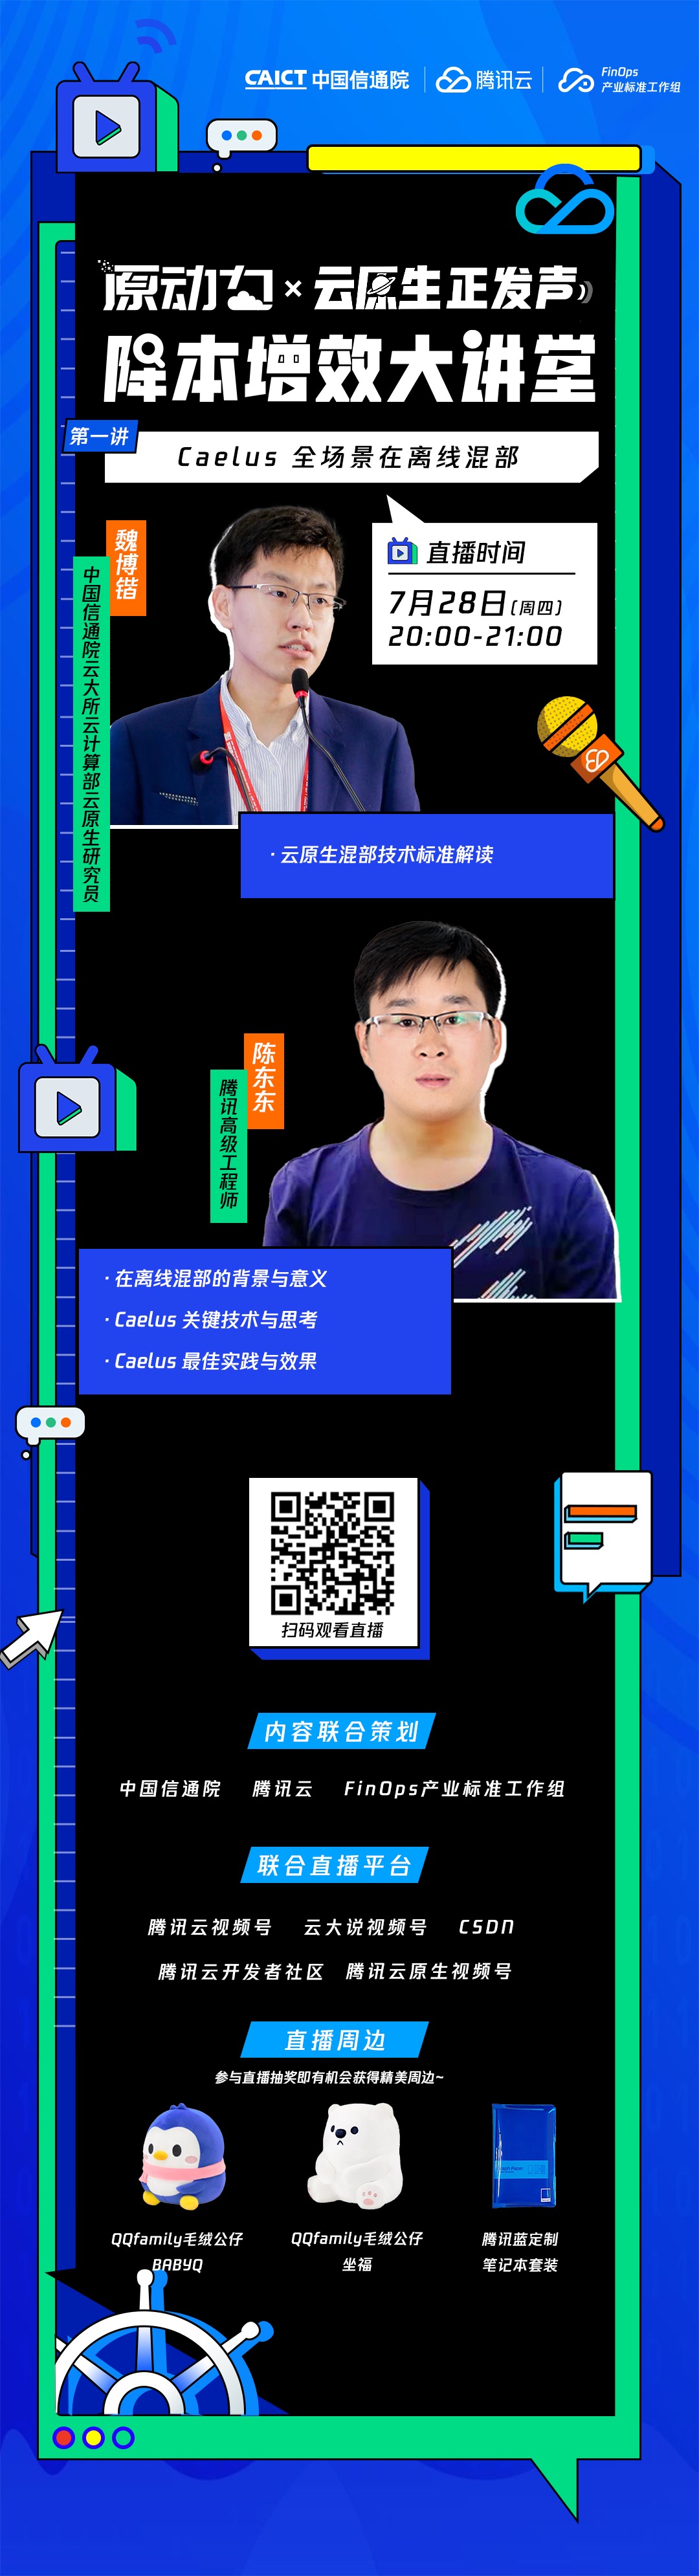 CAICT 中国信通院 腾讯云 FinOps
产业标准工作组
原动力 × 云原生正发声
降本增效大讲堂
第一讲
Caelus 全场景在离线混部
魏博锴
中国信通院云大所云计算部云原生研究员
直播时间
7月28日(周四)
20:00-21:00
· 云原生混部技术标准解读
陈东东
腾讯高级工程师
· 在离线混部的背景与意义
· Caelus 关键技术与思考
· Caelus 最佳实践与效果
扫码观看直播
内容联合策划
中国信通院 腾讯云 FinOps产业标准工作组
联合直播平台
腾讯云视频号 云大说视频号 CSDN
腾讯云开发者社区 腾讯云原生视频号
直播周边
参与直播抽奖即有机会获得精美周边~
QQfamily毛绒公仔 QQfamily毛绒公仔 腾讯蓝定制
BABYQ 坐福 笔记本套装